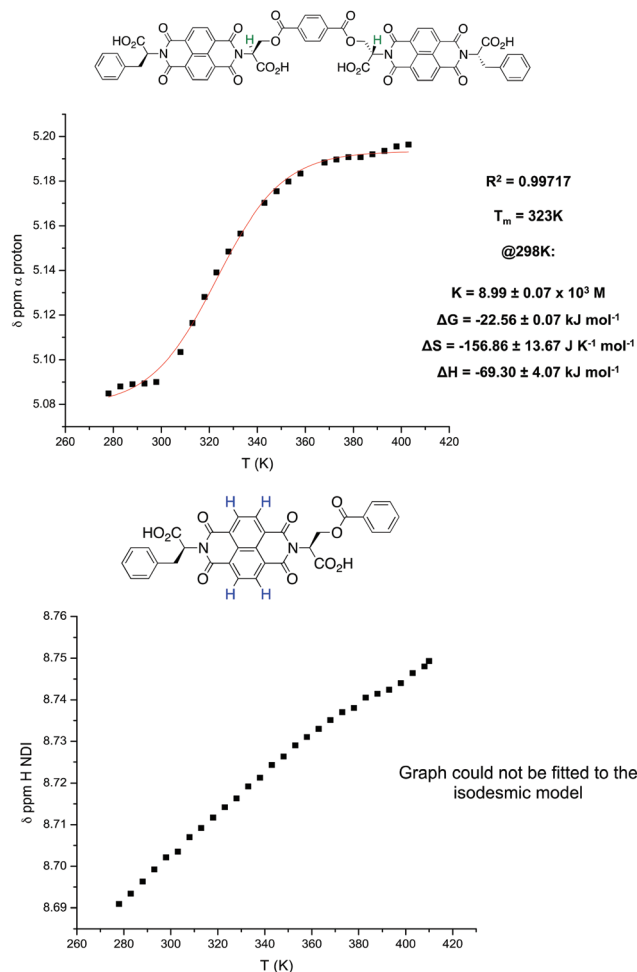 O O O O O O O O
HO₂C H HO₂C
N N O O N N
CO₂H
HO₂C H CO₂H
O O O O O O O O
5.20
5.18
5.16
5.14
5.12
5.10
5.08
δ ppm α proton
260 280 300 320 340 360 380 400 420
T (K)
R² = 0.99717
Tₘ = 323K
@298K:
K = 8.99 ± 0.07 x 10³ M
ΔG = -22.56 ± 0.07 kJ mol⁻¹
ΔS = -156.86 ± 13.67 J K⁻¹ mol⁻¹
ΔH = -69.30 ± 4.07 kJ mol⁻¹
H H
O O O
HO₂C
N N O
CO₂H
O O
H H
8.76
8.75
8.74
8.73
8.72
8.71
8.70
8.69
δ ppm H NDI
280 300 320 340 360 380 400 420
T (K)
Graph could not be fitted to the
isodesmic model